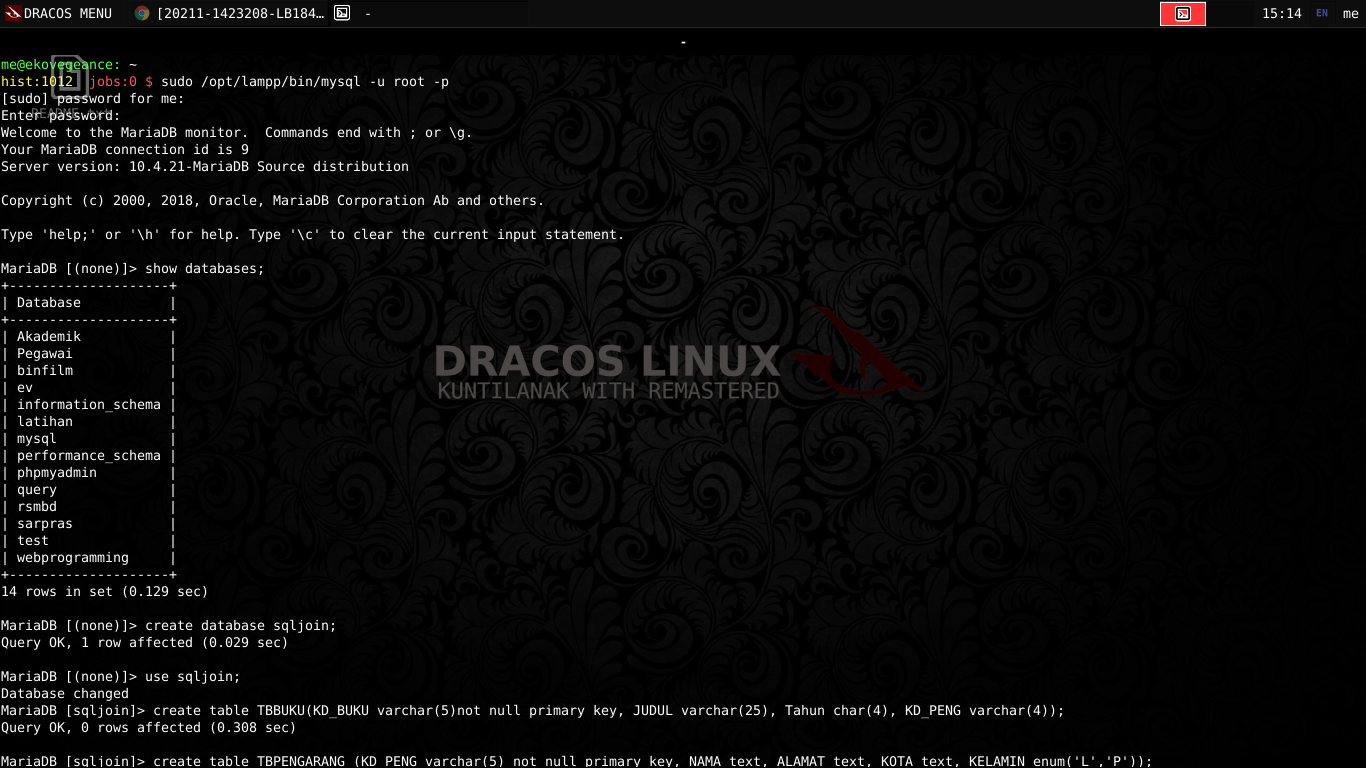 DRACOS MENU
[20211-1423208-LB184...
-
15:14
EN
me
-
me@ekovegeance: ~
hist:1012 jobs:0 $ sudo /opt/lampp/bin/mysql -u root -p
README.txt
[sudo] password for me:
Enter password:
Welcome to the MariaDB monitor.  Commands end with ; or \g.
Your MariaDB connection id is 9
Server version: 10.4.21-MariaDB Source distribution
Copyright (c) 2000, 2018, Oracle, MariaDB Corporation Ab and others.
Type 'help;' or '\h' for help. Type '\c' to clear the current input statement.
MariaDB [(none)]> show databases;
+--------------------+
| Database           |
+--------------------+
| Akademik           |
| Pegawai            |
| binfilm            |
| ev                 |
| information_schema |
| latihan            |
| mysql              |
| performance_schema |
| phpmyadmin         |
| query              |
| rsmbd              |
| sarpras            |
| test               |
| webprogramming     |
+--------------------+
14 rows in set (0.129 sec)
DRACOS LINUX
KUNTILANAK WITH REMASTERED
MariaDB [(none)]> create database sqljoin;
Query OK, 1 row affected (0.029 sec)
MariaDB [(none)]> use sqljoin;
Database changed
MariaDB [sqljoin]> create table TBBUKU(KD_BUKU varchar(5)not null primary key, JUDUL varchar(25), Tahun char(4), KD_PENG varchar(4));
Query OK, 0 rows affected (0.308 sec)
MariaDB [sqljoin]> create table TBPENGARANG (KD_PENG varchar(5) not null primary key, NAMA text, ALAMAT text, KOTA text, KELAMIN enum('L','P'));